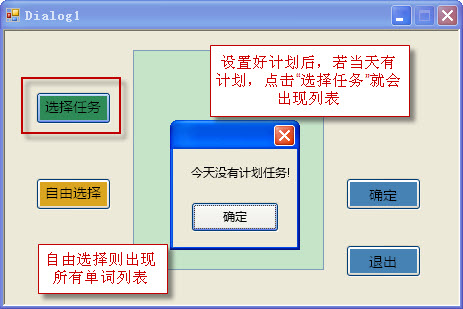 Dialog1
设置好计划后，若当天有
计划，点击“选择任务”就会
出现列表
选择任务
今天没有计划任务!
自由选择
确定
确定
自由选择则出现
所有单词列表
退出